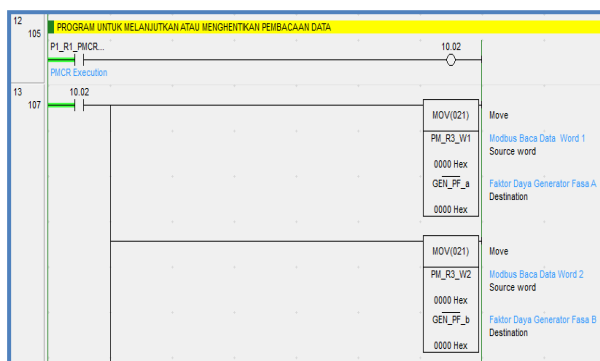 12
105
PROGRAM UNTUK MELANJUTKAN ATAU MENGHENTIKAN PEMBACAAN DATA
P1_R1_PMCR...
10.02
PMCR Execution
13
107
10.02
MOV(021)
Move
PM_R3_W1
Modbus Baca Data Word 1
Source word
0000 Hex
GEN_PF_a
Faktor Daya Generator Fasa A
Destination
0000 Hex
MOV(021)
Move
PM_R3_W2
Modbus Baca Data Word 2
Source word
0000 Hex
GEN_PF_b
Faktor Daya Generator Fasa B
Destination
0000 Hex